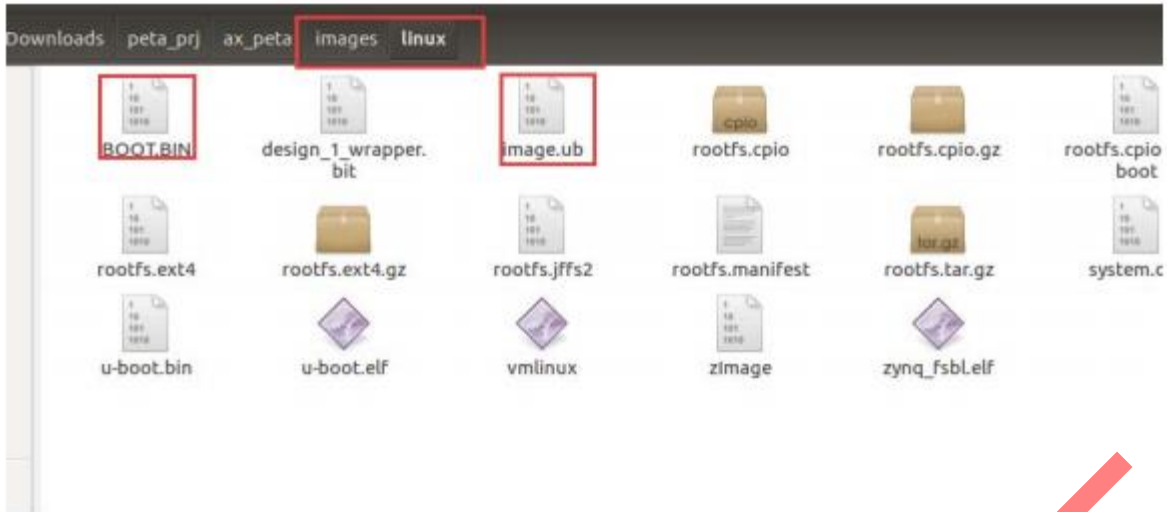 Downloads peta_prj ax_peta images linux
BOOT.BIN design_1_wrapper. image.ub rootfs.cpio rootfs.cpio.gz rootfs.cpio
bit boot
rootfs.ext4 rootfs.ext4.gz rootfs.jffs2 rootfs.manifest rootfs.tar.gz system.
u-boot.bin u-boot.elf vmlinux zImage zynq_fsbl.elf